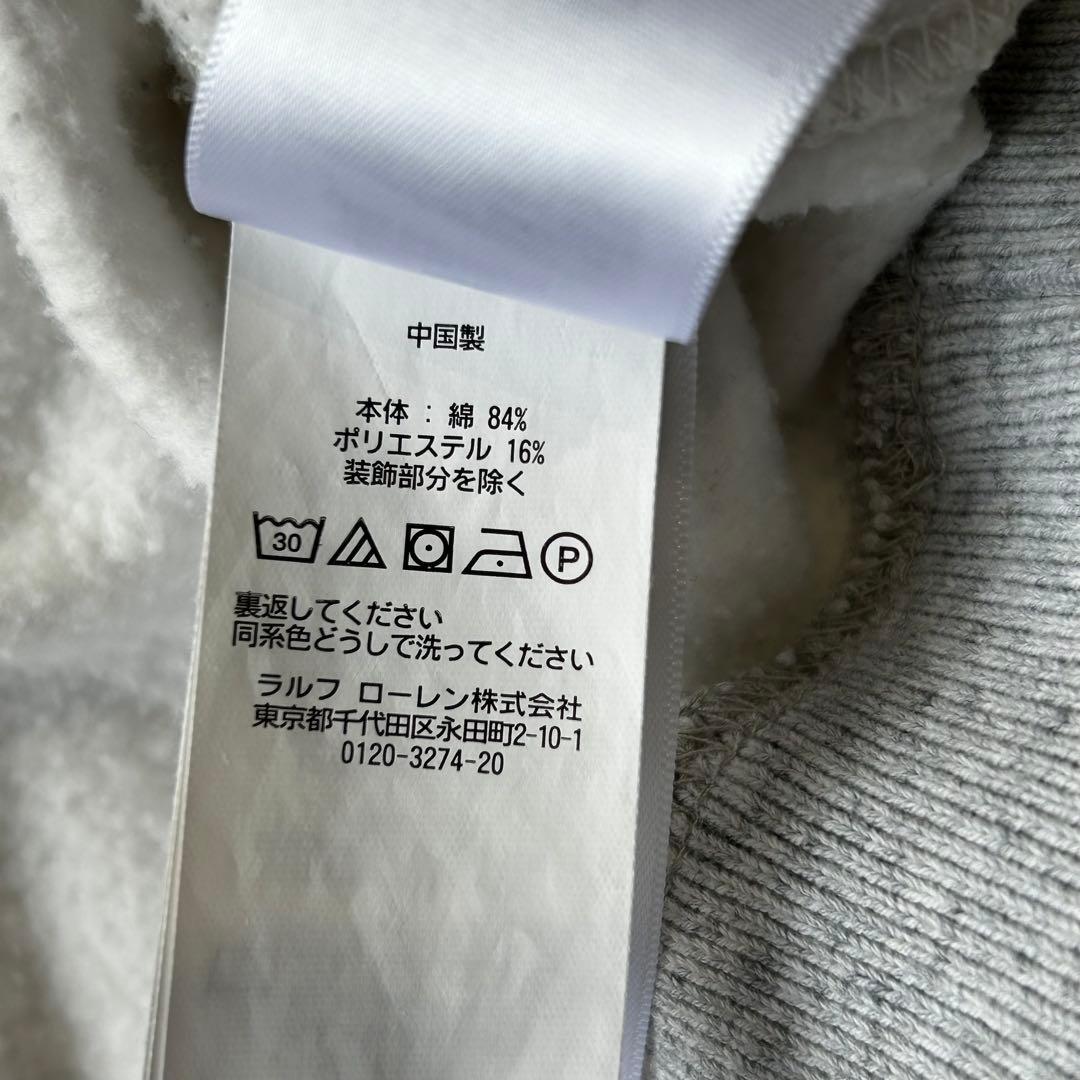 中国製
本体 : 綿 84%
ポリエステル 16%
装飾部分を除く
30 P
裏返してください
同系色どうしで洗ってください
ラルフ ローレン株式会社
東京都千代田区永田町2-10-1
0120-3274-20